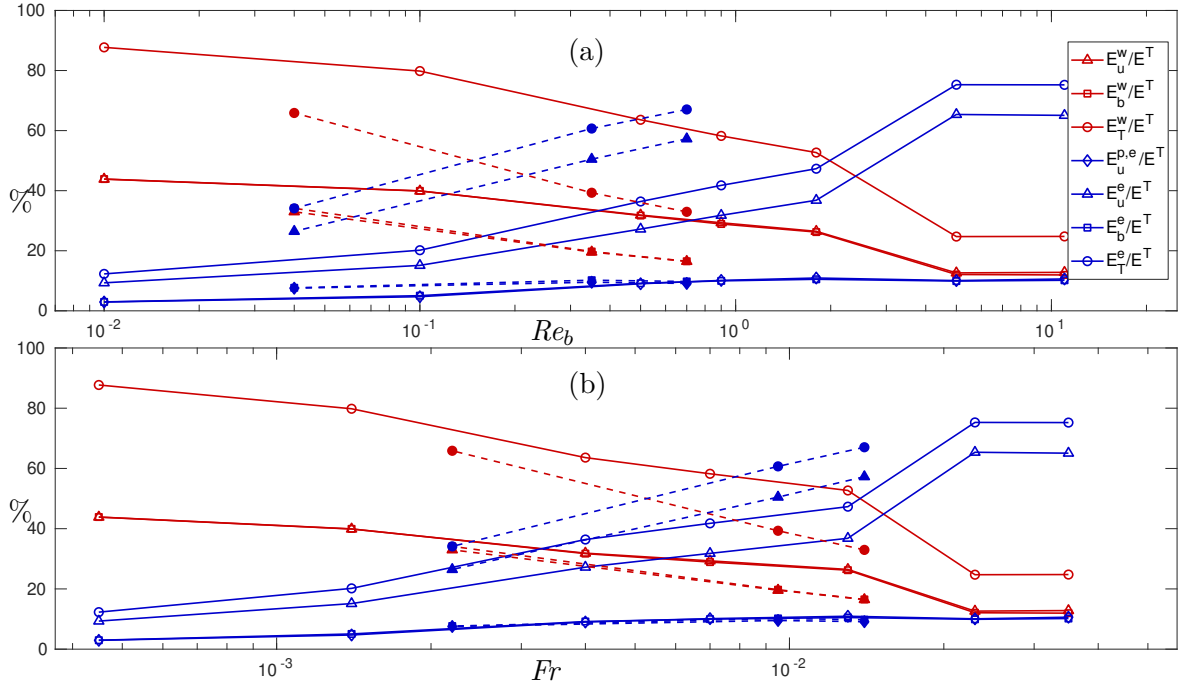 100
80
60
40
20
0
%
(a)
E_u^w/E^T
E_b^w/E^T
E_T^w/E^T
E_u^{p,e}/E^T
E_u^e/E^T
E_b^e/E^T
E_T^e/E^T
10^{-2}
10^{-1}
10^0
10^1
Re_b
100
80
60
40
20
0
%
(b)
10^{-3}
10^{-2}
Fr